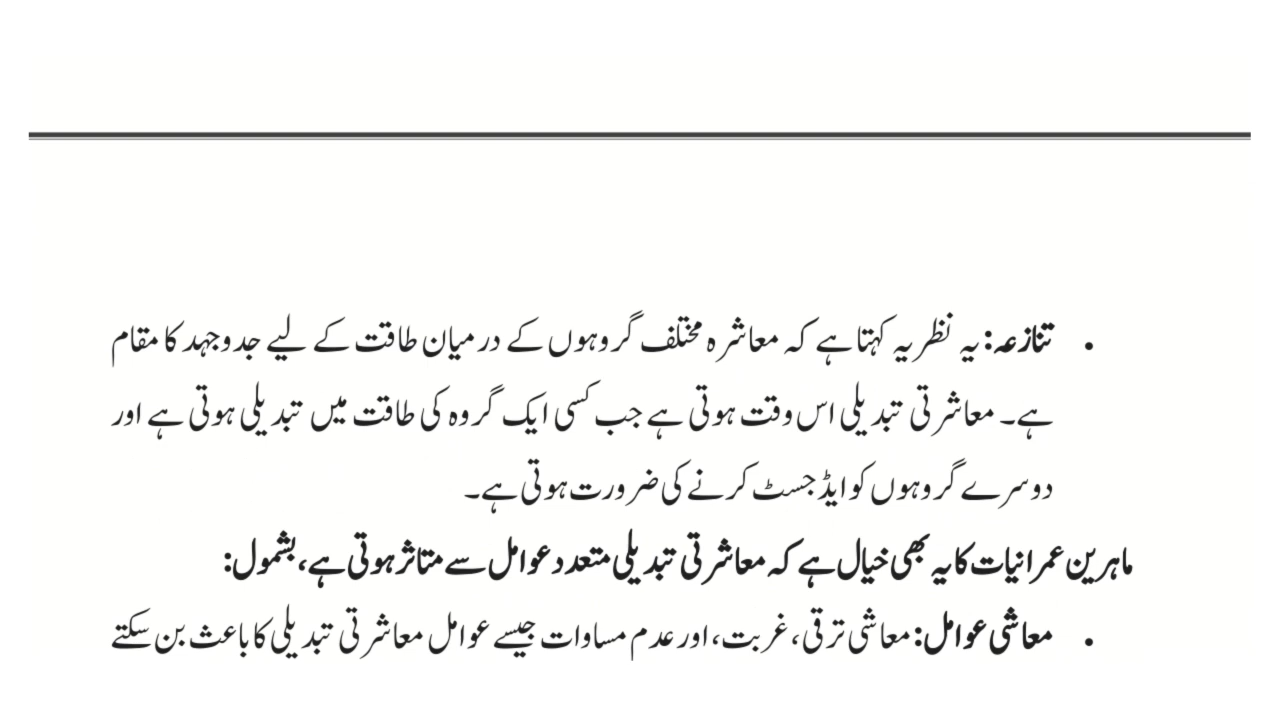 • تنازعہ: یہ نظریہ کہتا ہے کہ معاشرہ مختلف گروہوں کے درمیان طاقت کے لیے جدوجہد کا مقام
ہے۔ معاشرتی تبدیلی اس وقت ہوتی ہے جب کسی ایک گروہ کی طاقت میں تبدیلی ہوتی ہے اور
دوسرے گروہوں کو ایڈجسٹ کرنے کی ضرورت ہوتی ہے۔
ماہرین عمرانیات کا یہ بھی خیال ہے کہ معاشرتی تبدیلی متعدد عوامل سے متاثر ہوتی ہے، بشمول:
• معاشی عوامل: معاشی ترقی، غربت، اور عدم مساوات جیسے عوامل معاشرتی تبدیلی کا باعث بن سکتے